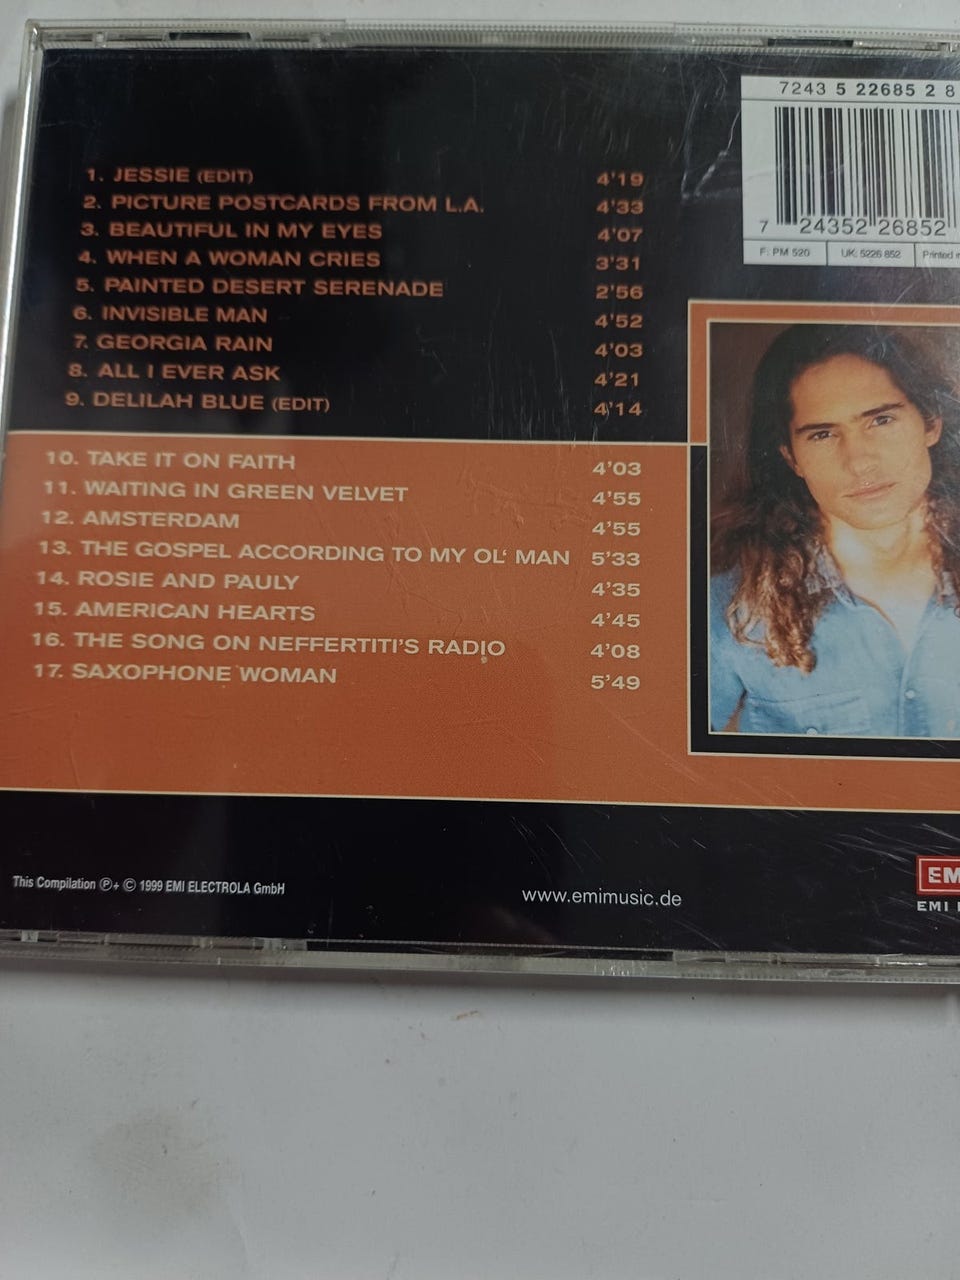 7243 5 22685 2 8
7 24352 26852
F: PM 520 UK: 5226 852 Printed in
1. JESSIE (EDIT) 4'19
2. PICTURE POSTCARDS FROM L.A. 4'33
3. BEAUTIFUL IN MY EYES 4'07
4. WHEN A WOMAN CRIES 3'31
5. PAINTED DESERT SERENADE 2'56
6. INVISIBLE MAN 4'52
7. GEORGIA RAIN 4'03
8. ALL I EVER ASK 4'21
9. DELILAH BLUE (EDIT) 4'14
10. TAKE IT ON FAITH 4'03
11. WAITING IN GREEN VELVET 4'55
12. AMSTERDAM 4'55
13. THE GOSPEL ACCORDING TO MY OL' MAN 5'33
14. ROSIE AND PAULY 4'35
15. AMERICAN HEARTS 4'45
16. THE SONG ON NEFFERTITI'S RADIO 4'08
17. SAXOPHONE WOMAN 5'49
This Compilation ℗+ © 1999 EMI ELECTROLA GmbH
www.emimusic.de
EM
EMI